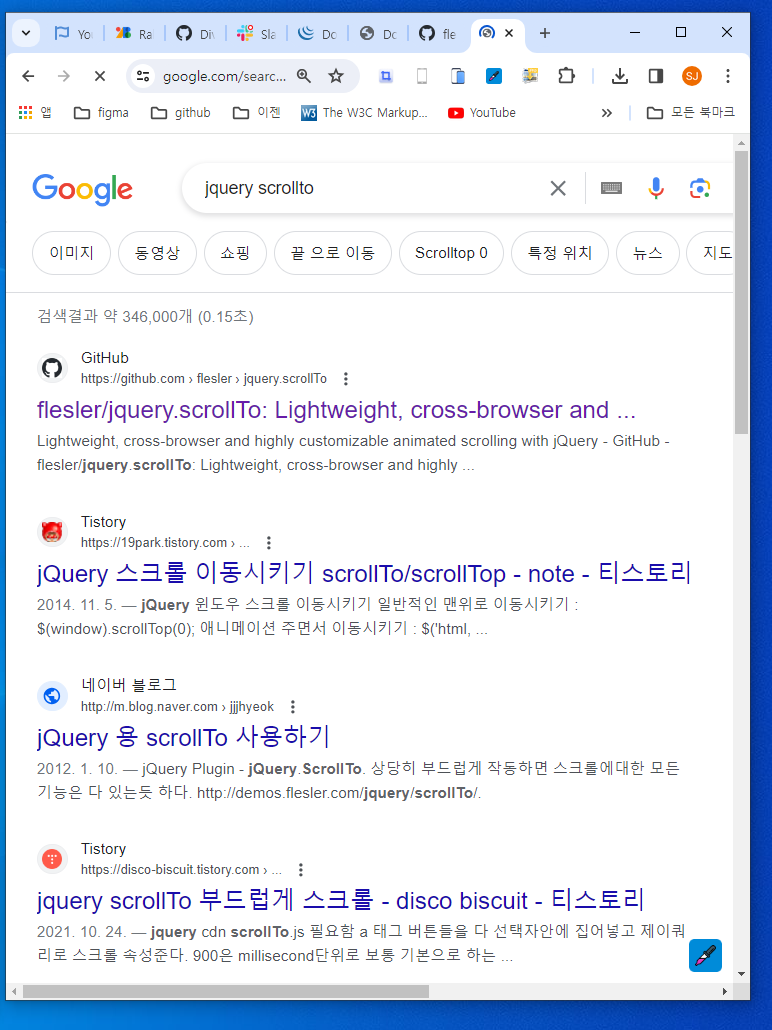 You
Ra
Div
Sla
Do
Do
fle
google.com/searc...
SJ
앱
figma
github
이젠
W3
The W3C Markup...
YouTube
»
모든 북마크
Google
jquery scrollto
이미지
동영상
쇼핑
끝 으로 이동
Scrolltop 0
특정 위치
뉴스
지도
검색결과 약 346,000개 (0.15초)
GitHub
https://github.com › flesler › jquery.scrollTo
flesler/jquery.scrollTo: Lightweight, cross-browser and ...
Lightweight, cross-browser and highly customizable animated scrolling with jQuery - GitHub -
flesler/jquery.scrollTo: Lightweight, cross-browser and highly ...
Tistory
https://19park.tistory.com › ...
jQuery 스크롤 이동시키기 scrollTo/scrollTop - note - 티스토리
2014. 11. 5. — jQuery 윈도우 스크롤 이동시키기 일반적인 맨위로 이동시키기 :
$(window).scrollTop(0); 애니메이션 주면서 이동시키기 : $('html, ...
네이버 블로그
http://m.blog.naver.com › jjjhyeok
jQuery 용 scrollTo 사용하기
2012. 1. 10. — jQuery Plugin - jQuery.ScrollTo. 상당히 부드럽게 작동하면 스크롤에대한 모든
기능은 다 있는듯 하다. http://demos.flesler.com/jquery/scrollTo/.
Tistory
https://disco-biscuit.tistory.com › ...
jquery scrollTo 부드럽게 스크롤 - disco biscuit - 티스토리
2021. 10. 24. — jquery cdn scrollTo.js 필요함 a 태그 버튼들을 다 선택자안에 집어넣고 제이쿼
리로 스크롤 속성준다. 900은 millisecond단위로 보통 기본으로 하는 ...